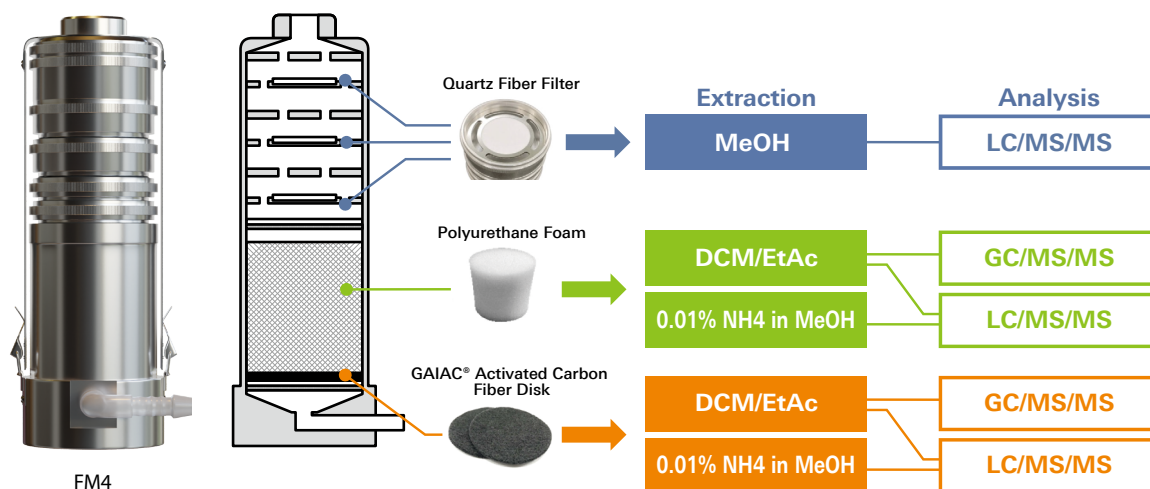 Quartz Fiber Filter
Extraction
Analysis
MeOH
LC/MS/MS
Polyurethane Foam
DCM/EtAc
GC/MS/MS
0.01% NH4 in MeOH
LC/MS/MS
GAIAC® Activated Carbon
Fiber Disk
DCM/EtAc
GC/MS/MS
0.01% NH4 in MeOH
LC/MS/MS
FM4